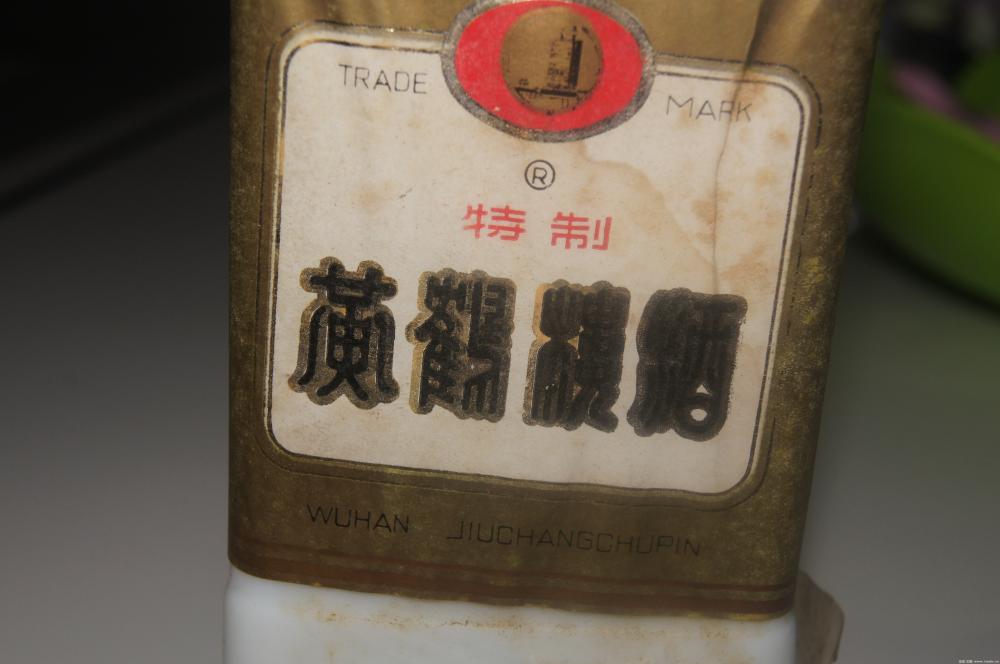 TRADE MARK
®
特制
黄鹤楼酒
WUHAN JIUCHANGCHUPIN